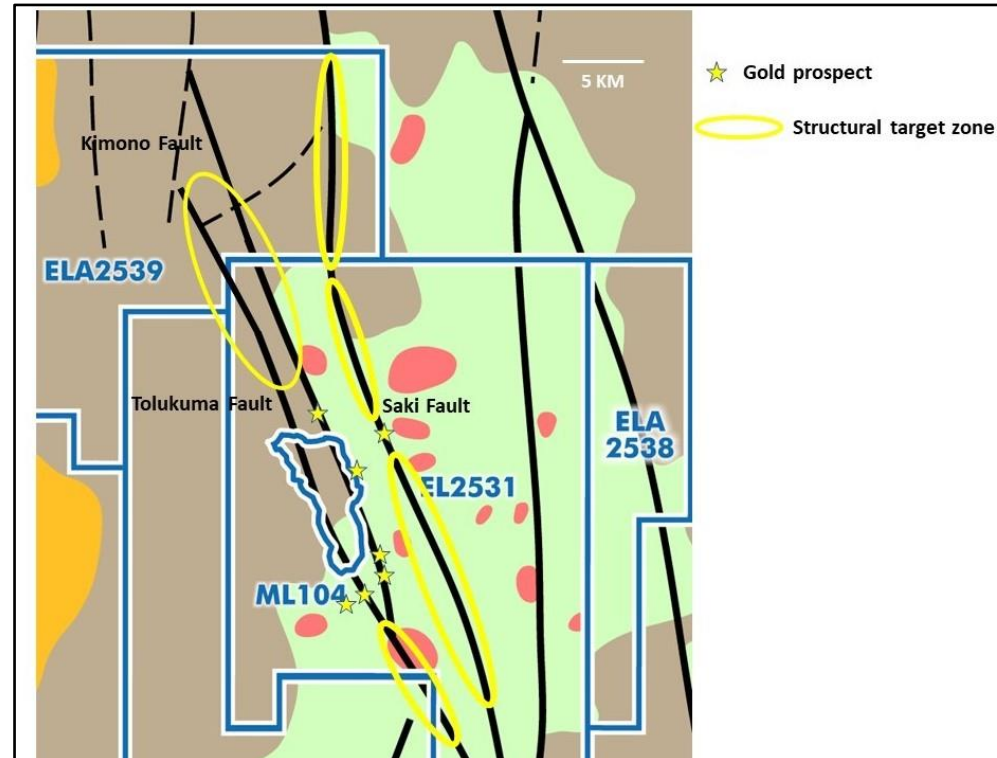 5 KM
Gold prospect
Structural target zone
Kimono Fault
ELA2539
Tolukuma Fault
Saki Fault
ELA
2538
EL2531
ML104